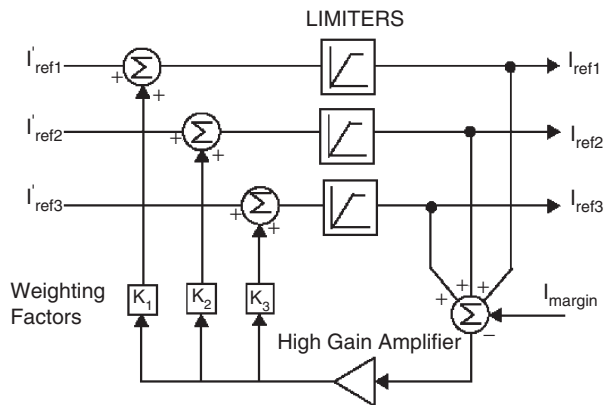 LIMITERS
I'ref1
Σ
+
+
Iref1
I'ref2
Σ
+
+
Iref2
I'ref3
Σ
+
+
Iref3
Weighting
Factors
K1
K2
K3
+
+
+
Σ
−
Imargin
High Gain Amplifier